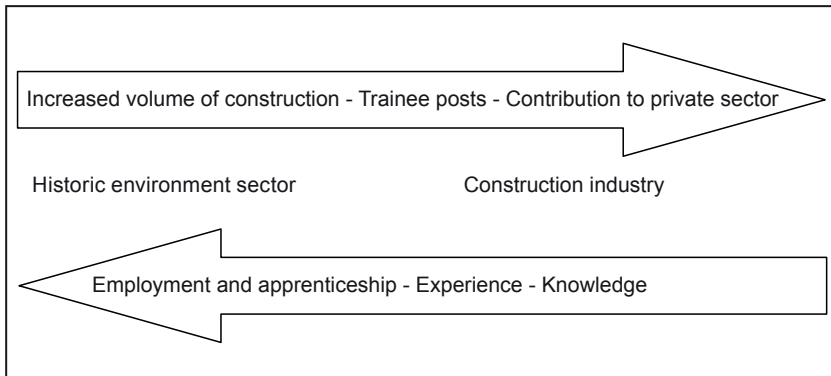 Increased volume of construction - Trainee posts - Contribution to private sector
Historic environment sector
Construction industry
Employment and apprenticeship - Experience - Knowledge